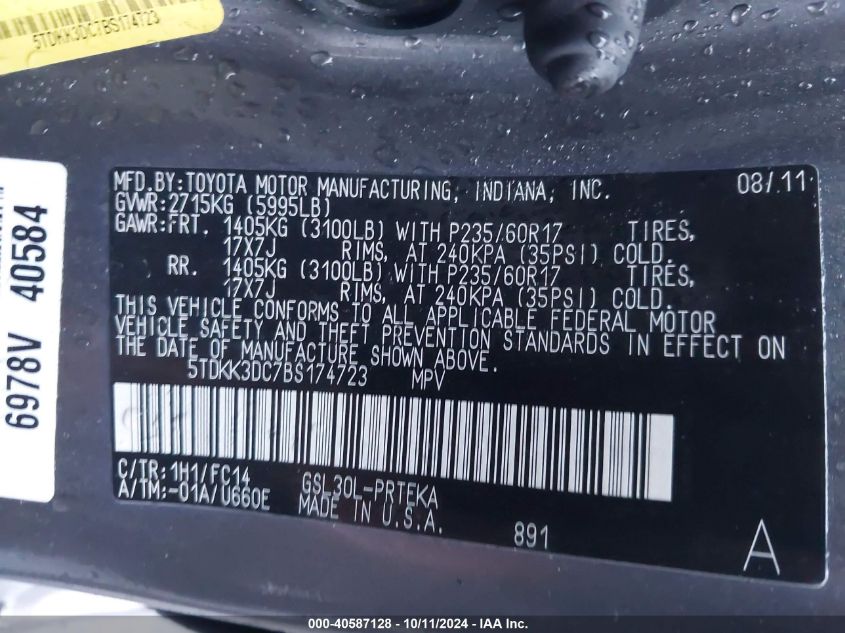 5TDKK3DC7BS174723
6978V 40584
MFD.BY:TOYOTA MOTOR MANUFACTURING, INDIANA, INC. 08/11
GVWR:2715KG (5995LB)
GAWR:FRT. 1405KG (3100LB) WITH P235/60R17 TIRES,
17X7J RIMS, AT 240KPA (35PSI) COLD.
RR. 1405KG (3100LB) WITH P235/60R17 TIRES,
17X7J RIMS, AT 240KPA (35PSI) COLD.
THIS VEHICLE CONFORMS TO ALL APPLICABLE FEDERAL MOTOR
VEHICLE SAFETY AND THEFT PREVENTION STANDARDS IN EFFECT ON
THE DATE OF MANUFACTURE SHOWN ABOVE.
5TDKK3DC7BS174723 MPV
C/TR:1H1/FC14 GSL30L-PRTEKA
A/TM:-01A/U660E MADE IN U.S.A.
891
A
000-40587128 - 10/11/2024 - IAA Inc.